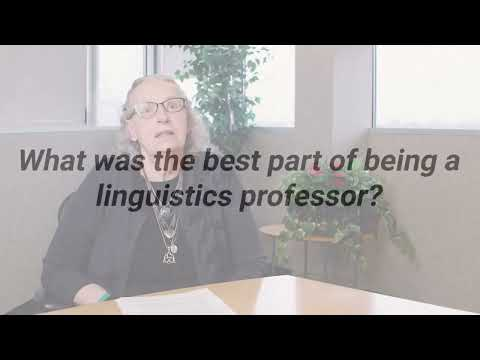 What was the best part of being a
linguistics professor?